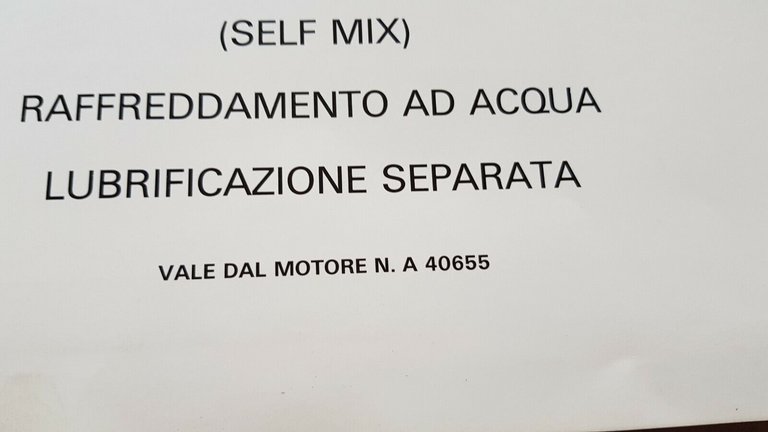 (SELF MIX)
RAFFREDDAMENTO AD ACQUA
LUBRIFICAZIONE SEPARATA
VALE DAL MOTORE N. A 40655